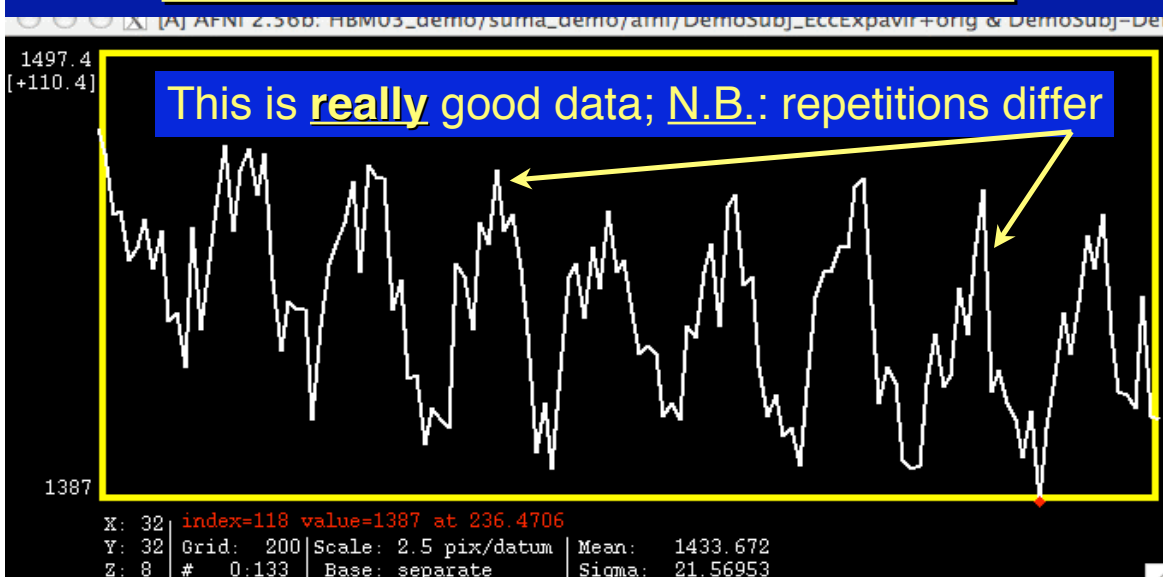 [A] AFNI 2.56b: HBM03_demo/suma_demo/afni/DemoSubj_EccExpavir+orig & DemoSubj-De
1497.4
[+110.4]
This is really good data; N.B.: repetitions differ
1387
X: 32 index=118 value=1387 at 236.4706
Y: 32 Grid: 200 Scale: 2.5 pix/datum Mean: 1433.672
Z: 8 # 0:133 Base: separate Sigma: 21.56953